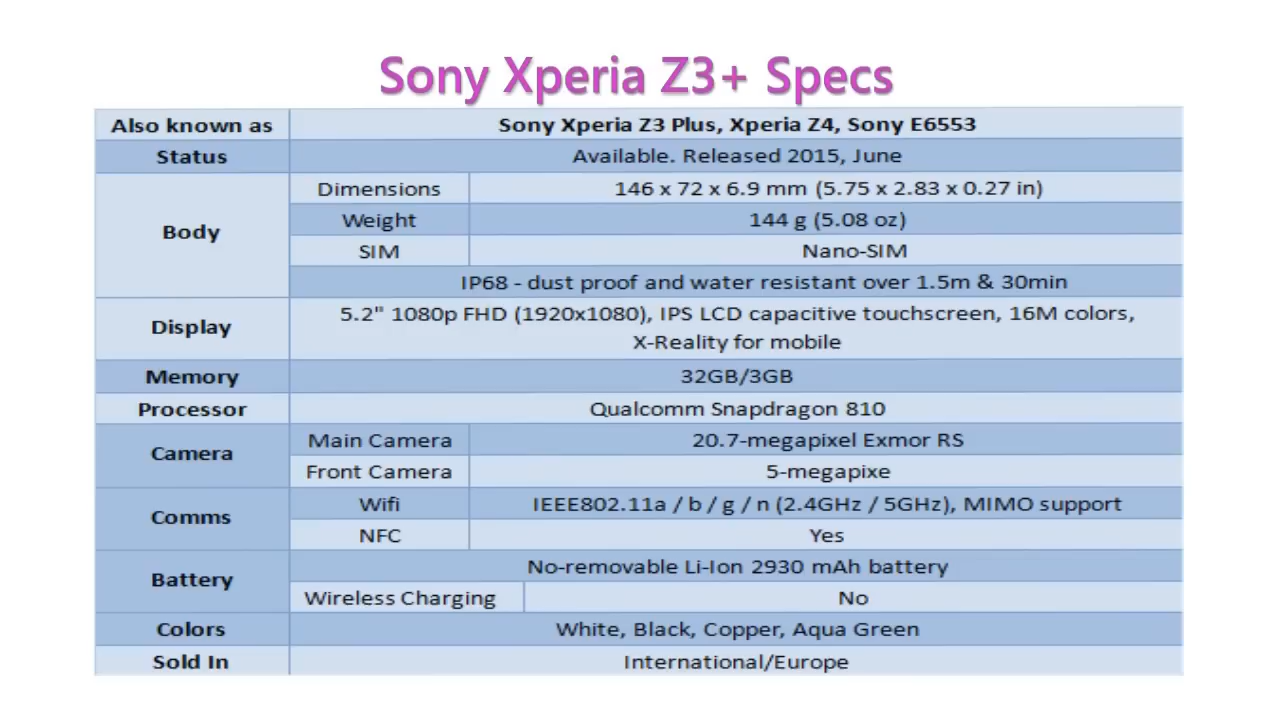 Sony Xperia Z3+ Specs
Also known as Sony Xperia Z3 Plus, Xperia Z4, Sony E6553
Status Available. Released 2015, June
Body
Dimensions 146 x 72 x 6.9 mm (5.75 x 2.83 x 0.27 in)
Weight 144 g (5.08 oz)
SIM Nano-SIM
IP68 - dust proof and water resistant over 1.5m & 30min
Display
5.2" 1080p FHD (1920x1080), IPS LCD capacitive touchscreen, 16M colors,
X-Reality for mobile
Memory 32GB/3GB
Processor Qualcomm Snapdragon 810
Camera
Main Camera 20.7-megapixel Exmor RS
Front Camera 5-megapixe
Comms
Wifi IEEE802.11a / b / g / n (2.4GHz / 5GHz), MIMO support
NFC Yes
Battery
No-removable Li-Ion 2930 mAh battery
Wireless Charging No
Colors White, Black, Copper, Aqua Green
Sold In International/Europe